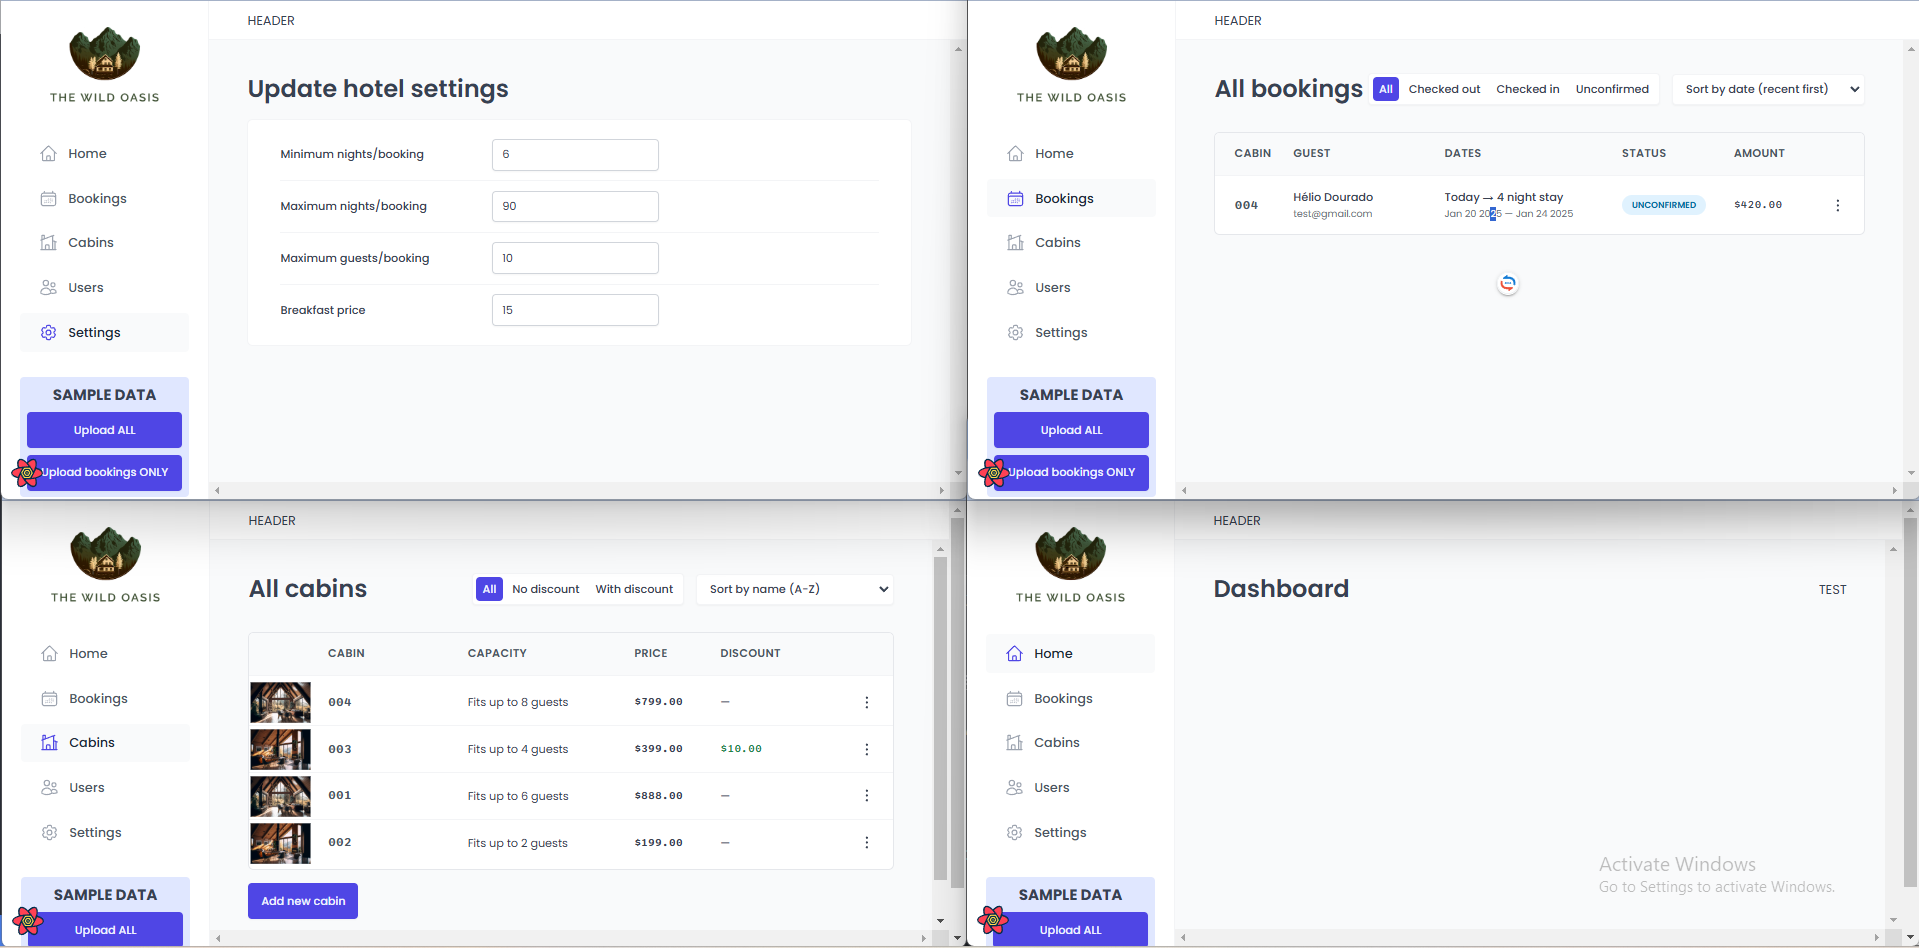 HEADER
THE WILD OASIS
Home
Bookings
Cabins
Users
Settings
SAMPLE DATA
Upload ALL
Upload bookings ONLY
Update hotel settings
Minimum nights/booking 6
Maximum nights/booking 90
Maximum guests/booking 10
Breakfast price 15
HEADER
THE WILD OASIS
Home
Bookings
Cabins
Users
Settings
SAMPLE DATA
Upload ALL
Upload bookings ONLY
All bookings All Checked out Checked in Unconfirmed Sort by date (recent first)
CABIN GUEST DATES STATUS AMOUNT
004 Hélio Dourado Today → 4 night stay UNCONFIRMED $420.00
test@gmail.com Jan 20 2025 — Jan 24 2025
HEADER
THE WILD OASIS
Home
Bookings
Cabins
Users
Settings
SAMPLE DATA
Upload ALL
All cabins All No discount With discount Sort by name (A-Z)
CABIN CAPACITY PRICE DISCOUNT
004 Fits up to 8 guests $799.00 —
003 Fits up to 4 guests $399.00 $10.00
001 Fits up to 6 guests $888.00 —
002 Fits up to 2 guests $199.00 —
Add new cabin
HEADER
THE WILD OASIS
Home
Bookings
Cabins
Users
Settings
SAMPLE DATA
Upload ALL
Dashboard TEST
Activate Windows
Go to Settings to activate Windows.